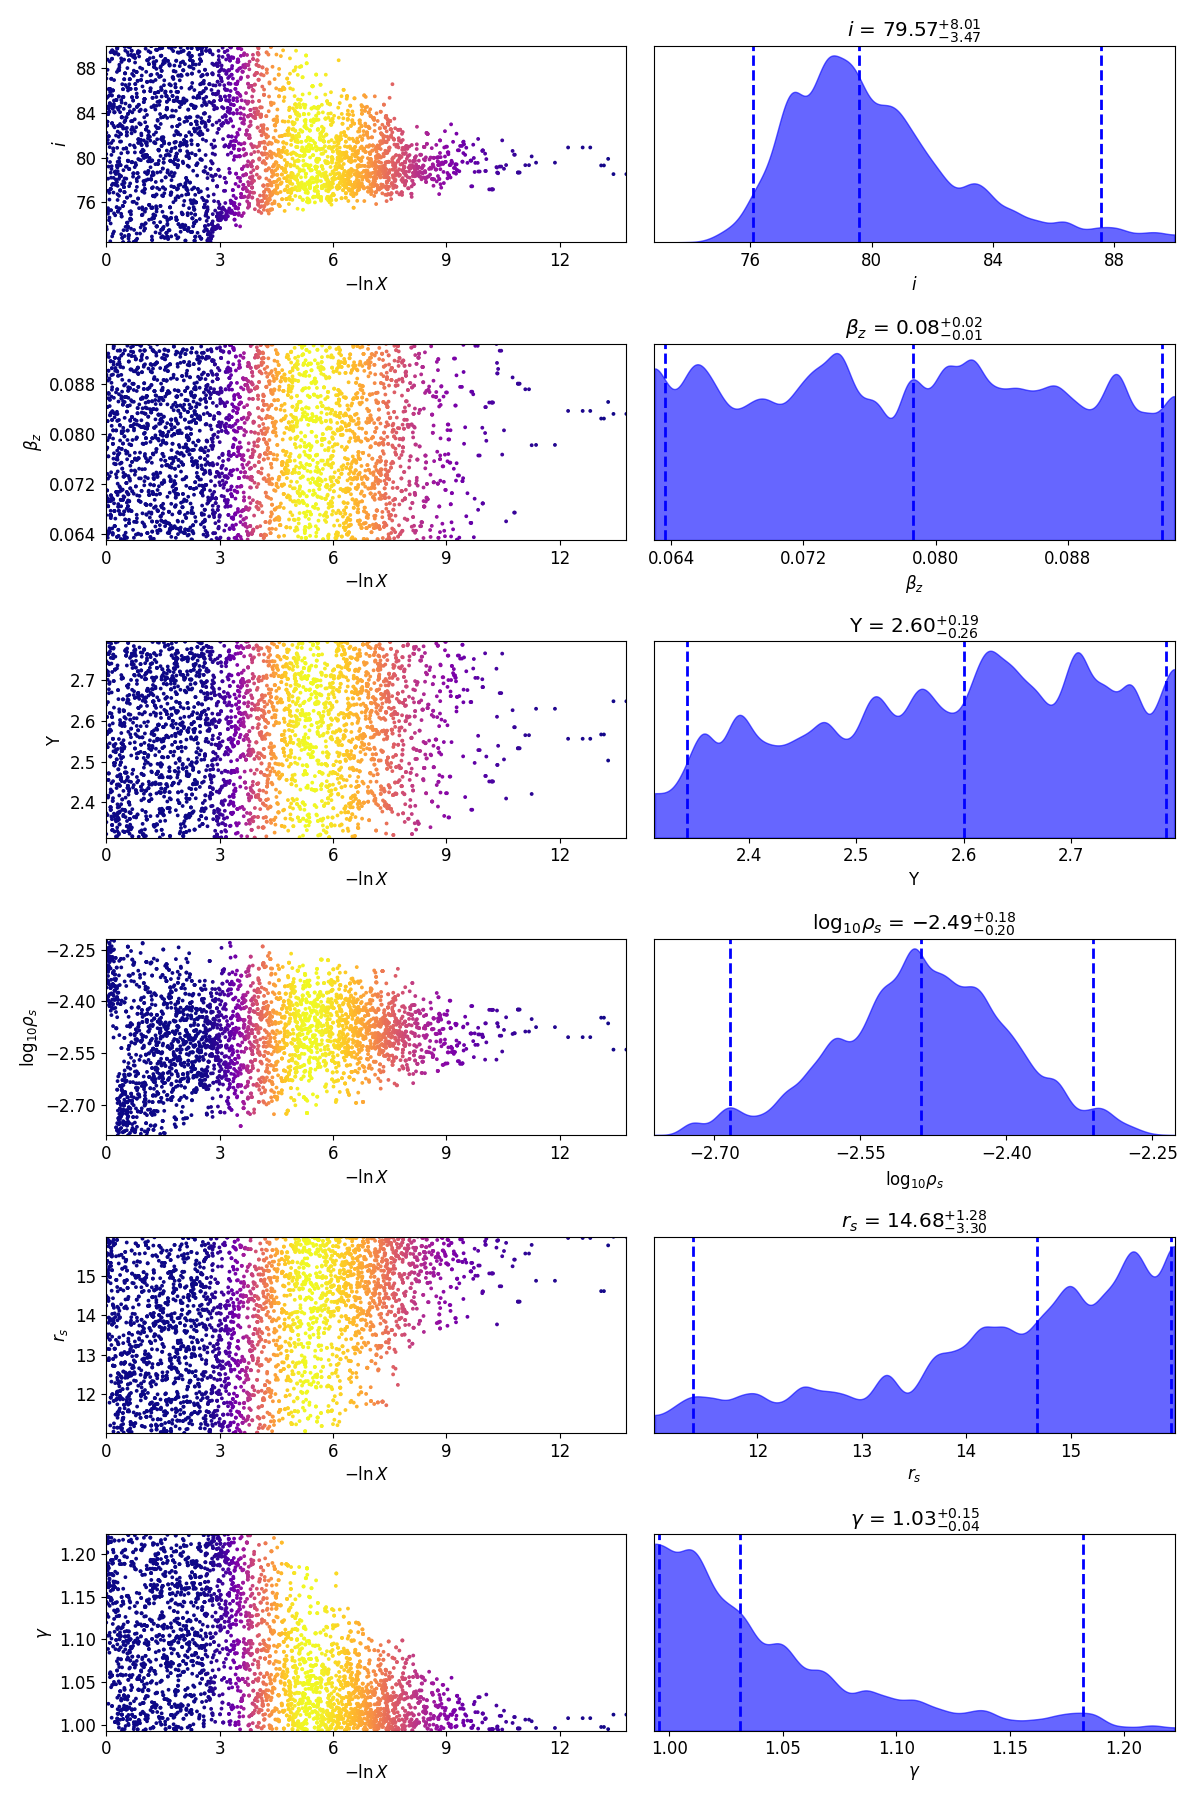 i = 79.57+8.01−3.47
88
84
80
76
i
0 3 6 9 12
−ln X
76 80 84 88
i
βz = 0.08+0.02−0.01
0.088
0.080
0.072
0.064
βz
0 3 6 9 12
−ln X
0.064 0.072 0.080 0.088
βz
Y = 2.60+0.19−0.26
2.7
2.6
2.5
2.4
Y
0 3 6 9 12
−ln X
2.4 2.5 2.6 2.7
Y
log10ρs = −2.49+0.18−0.20
−2.25
−2.40
−2.55
−2.70
log10ρs
0 3 6 9 12
−ln X
−2.70 −2.55 −2.40 −2.25
log10ρs
rs = 14.68+1.28−3.30
15
14
13
12
rs
0 3 6 9 12
−ln X
12 13 14 15
rs
γ = 1.03+0.15−0.04
1.20
1.15
1.10
1.05
1.00
γ
0 3 6 9 12
−ln X
1.00 1.05 1.10 1.15 1.20
γ